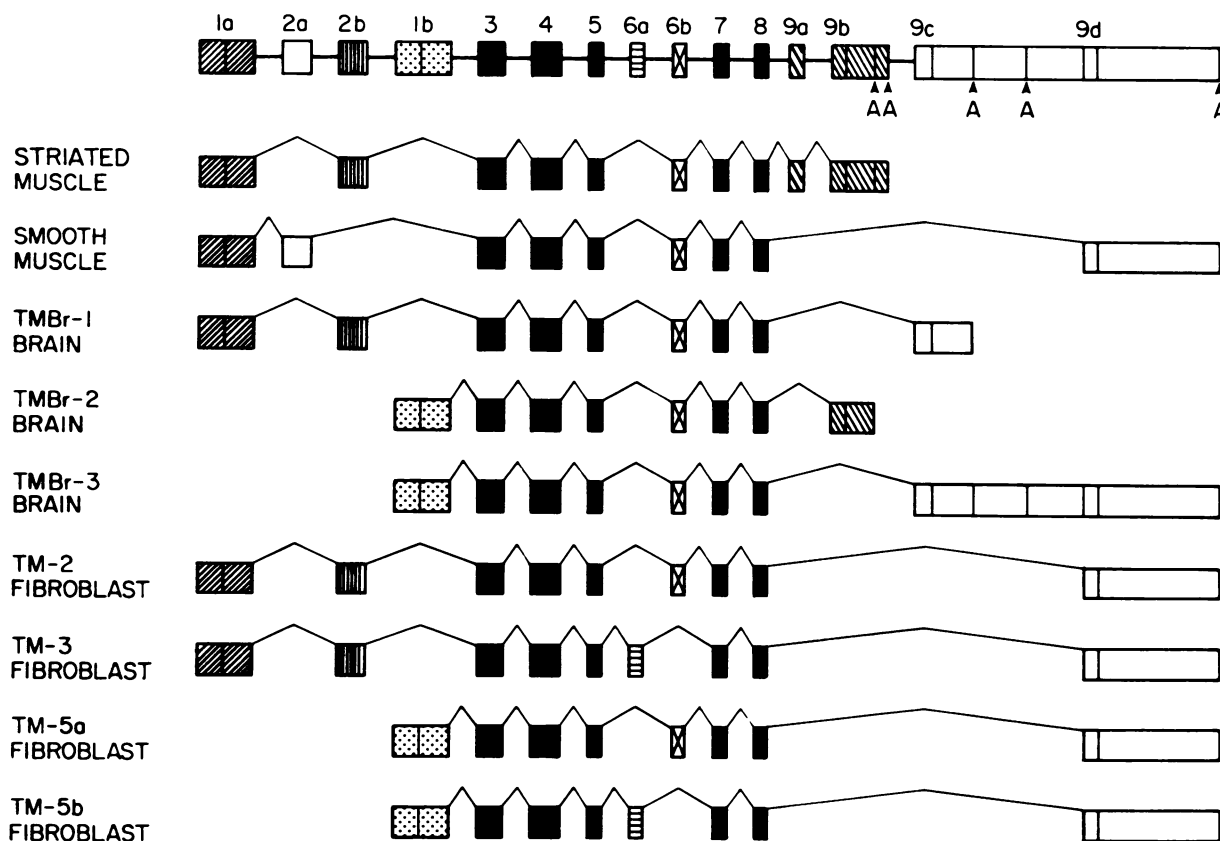 1a 2a 2b 1b 3 4 5 6a 6b 7 8 9a 9b 9c 9d
A A A A A
STRIATED
MUSCLE
SMOOTH
MUSCLE
TMBr-1
BRAIN
TMBr-2
BRAIN
TMBr-3
BRAIN
TM-2
FIBROBLAST
TM-3
FIBROBLAST
TM-5a
FIBROBLAST
TM-5b
FIBROBLAST